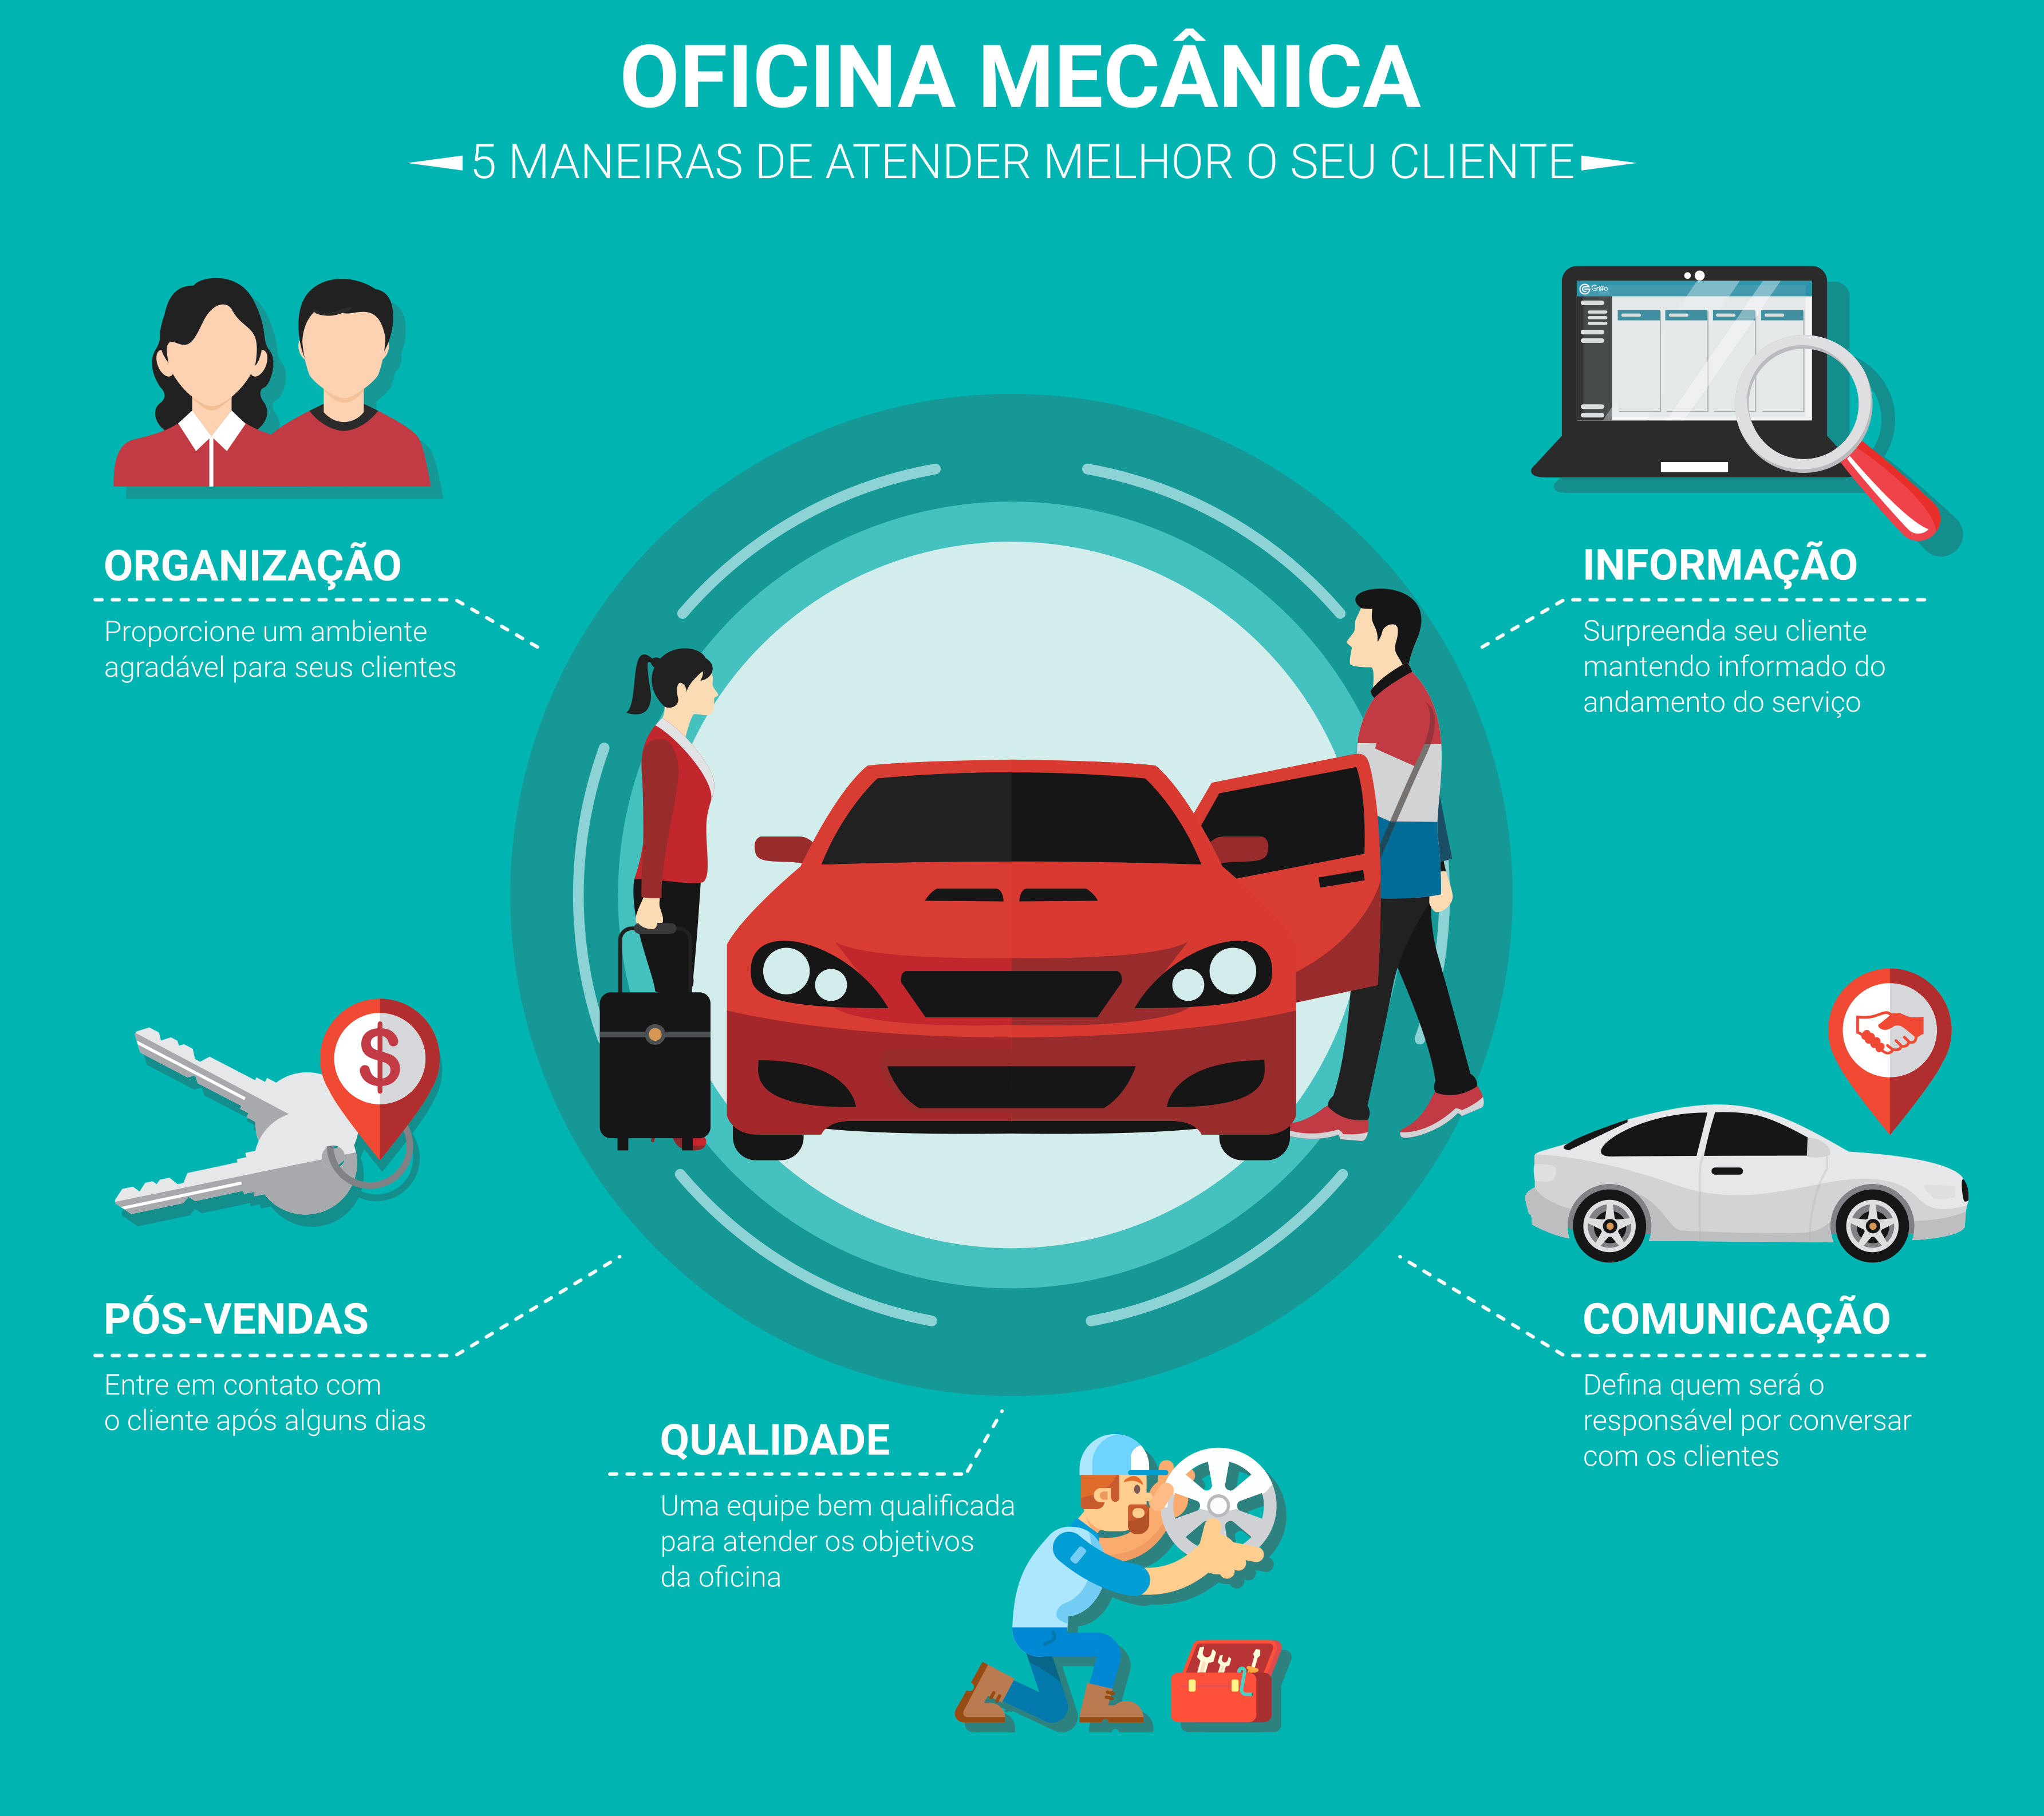 OFICINA MECÂNICA
5 MANEIRAS DE ATENDER MELHOR O SEU CLIENTE
ORGANIZAÇÃO
Proporcione um ambiente
agradável para seus clientes
INFORMAÇÃO
Surpreenda seu cliente
mantendo informado do
andamento do serviço
$
PÓS-VENDAS
Entre em contato com
o cliente após alguns dias
QUALIDADE
Uma equipe bem qualificada
para atender os objetivos
da oficina
COMUNICAÇÃO
Defina quem será o
responsável por conversar
com os clientes